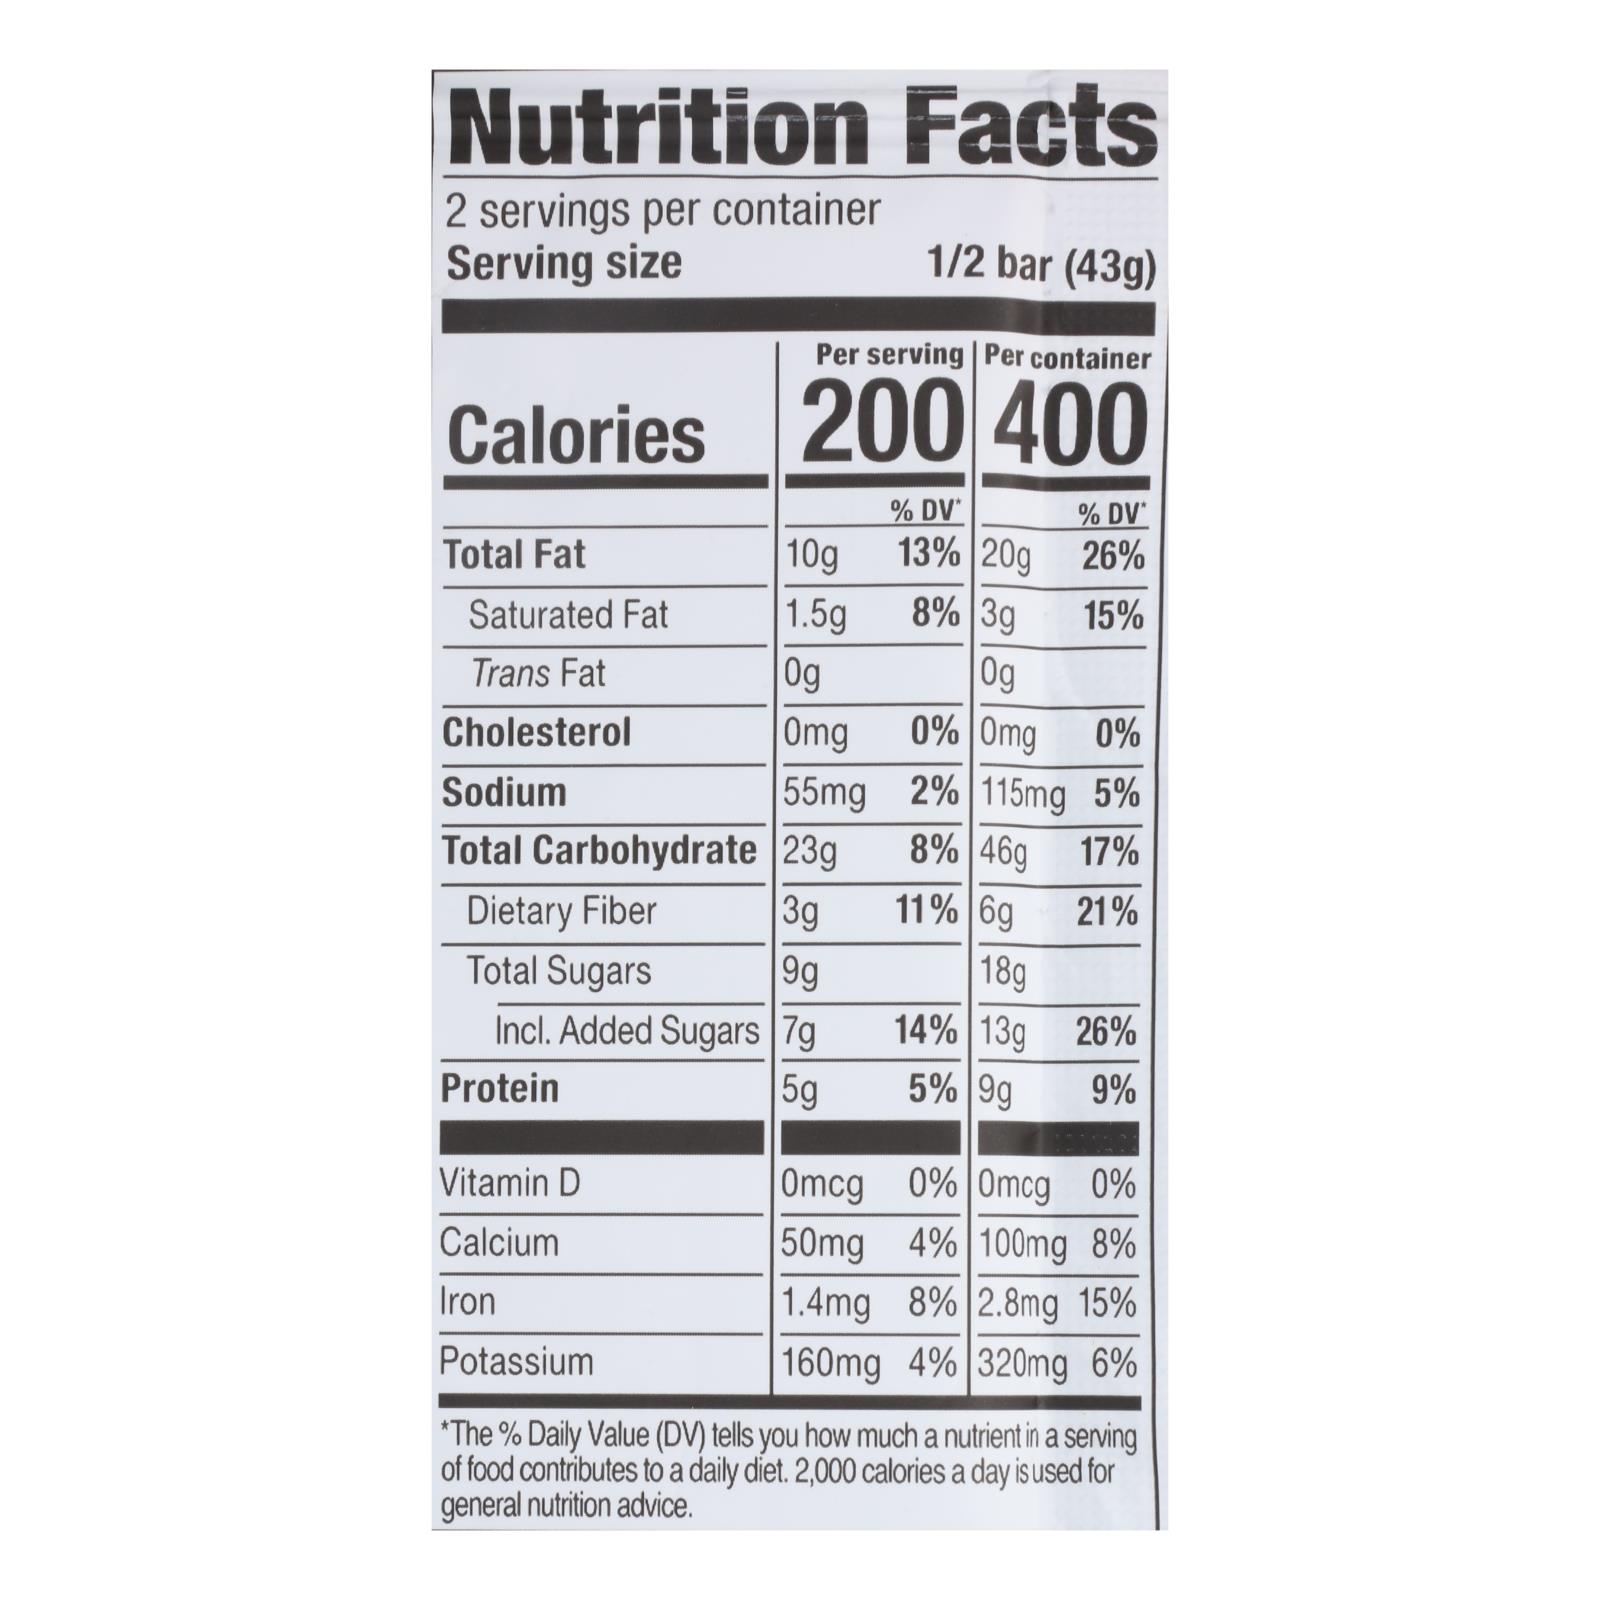 Nutrition Facts
2 servings per container
Serving size 1/2 bar (43g)
Per serving Per container
Calories 200 400
% DV* % DV*
Total Fat 10g 13% 20g 26%
Saturated Fat 1.5g 8% 3g 15%
Trans Fat 0g 0g
Cholesterol 0mg 0% 0mg 0%
Sodium 55mg 2% 115mg 5%
Total Carbohydrate 23g 8% 46g 17%
Dietary Fiber 3g 11% 6g 21%
Total Sugars 9g 18g
Incl. Added Sugars 7g 14% 13g 26%
Protein 5g 5% 9g 9%
Vitamin D 0mcg 0% 0mcg 0%
Calcium 50mg 4% 100mg 8%
Iron 1.4mg 8% 2.8mg 15%
Potassium 160mg 4% 320mg 6%
*The % Daily Value (DV) tells you how much a nutrient in a serving
of food contributes to a daily diet. 2,000 calories a day is used for
general nutrition advice.